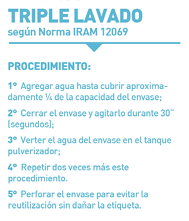 TRIPLE LAVADO
según Norma IRAM 12069
PROCEDIMIENTO:
1° Agregar agua hasta cubrir aproxima-
damente ¼ de la capacidad del envase;
2° Cerrar el envase y agitarlo durante 30¨
(segundos);
3° Verter el agua del envase en el tanque
pulverizador;
4° Repetir dos veces más este
procedimiento.
5° Perforar el envase para evitar la
reutilización sin dañar la etiqueta.